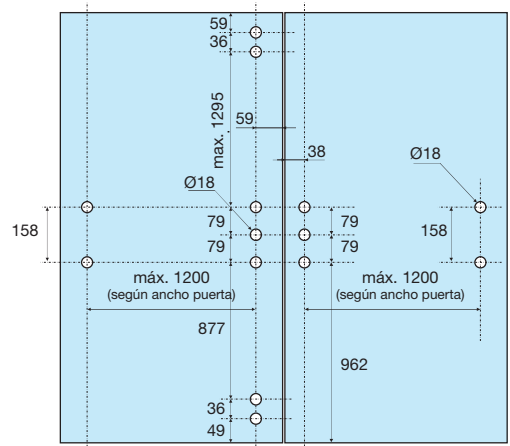 59
36
max. 1295
59
38
Ø18
Ø18
158
79
79
79
79
158
máx. 1200
(según ancho puerta)
máx. 1200
(según ancho puerta)
877
962
36
49